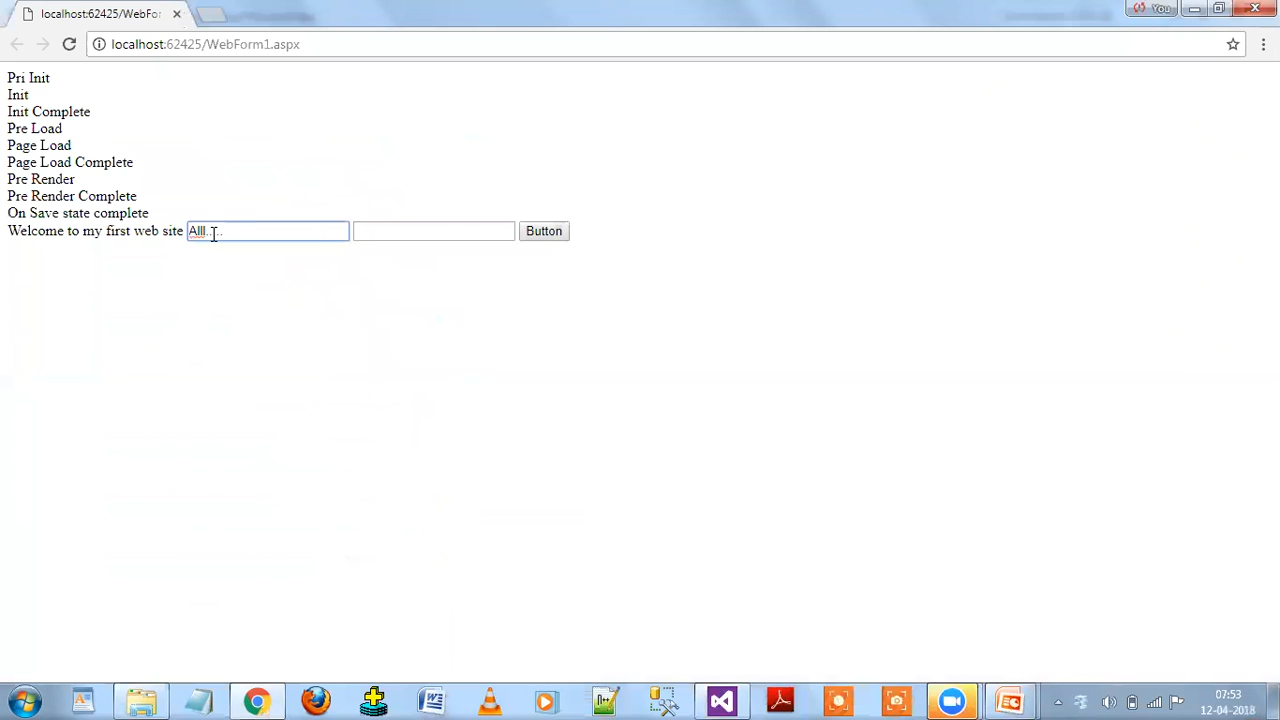 localhost:62425/WebFor
You
localhost:62425/WebForm1.aspx
Pri Init
Init
Init Complete
Pre Load
Page Load
Page Load Complete
Pre Render
Pre Render Complete
On Save state complete
Welcome to my first web site Alll..... Button
07:53
12-04-2018